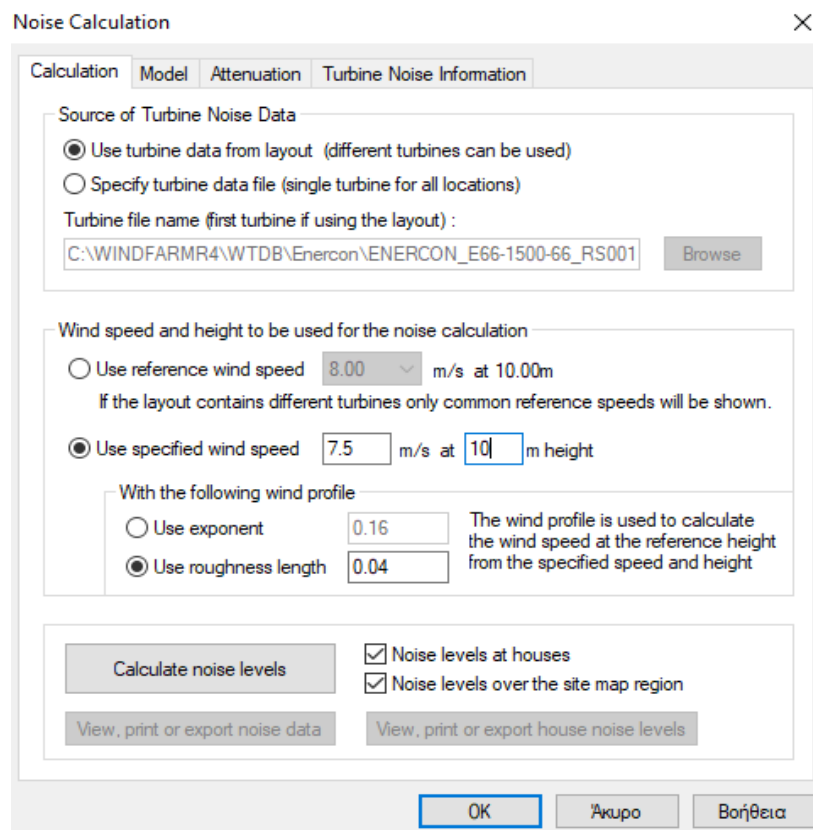 Noise Calculation
Calculation Model Attenuation Turbine Noise Information
Source of Turbine Noise Data
Use turbine data from layout (different turbines can be used)
Specify turbine data file (single turbine for all locations)
Turbine file name (first turbine if using the layout) :
C:\WINDFARMR4\WTDB\Enercon\ENERCON_E66-1500-66_RS001 Browse
Wind speed and height to be used for the noise calculation
Use reference wind speed 8.00 m/s at 10.00m
If the layout contains different turbines only common reference speeds will be shown.
Use specified wind speed 7.5 m/s at 10 m height
With the following wind profile
Use exponent 0.16 The wind profile is used to calculate
the wind speed at the reference height
Use roughness length 0.04 from the specified speed and height
Calculate noise levels Noise levels at houses
Noise levels over the site map region
View, print or export noise data View, print or export house noise levels
OK Άκυρο Βοήθεια